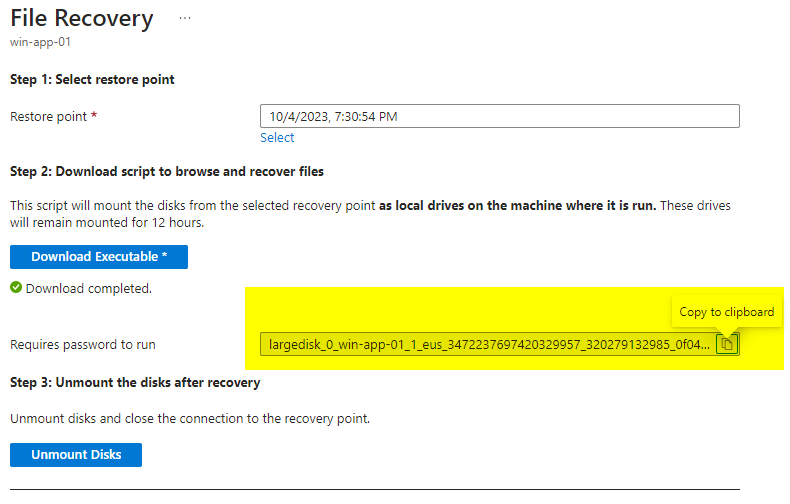 File Recovery ...
win-app-01
Step 1: Select restore point
Restore point *
10/4/2023, 7:30:54 PM
Select
Step 2: Download script to browse and recover files
This script will mount the disks from the selected recovery point as local drives on the machine where it is run. These drives
will remain mounted for 12 hours.
Download Executable *
Download completed.
Copy to clipboard
Requires password to run
largedisk_0_win-app-01_1_eus_3472237697420329957_320279132985_0f04...
Step 3: Unmount the disks after recovery
Unmount disks and close the connection to the recovery point.
Unmount Disks